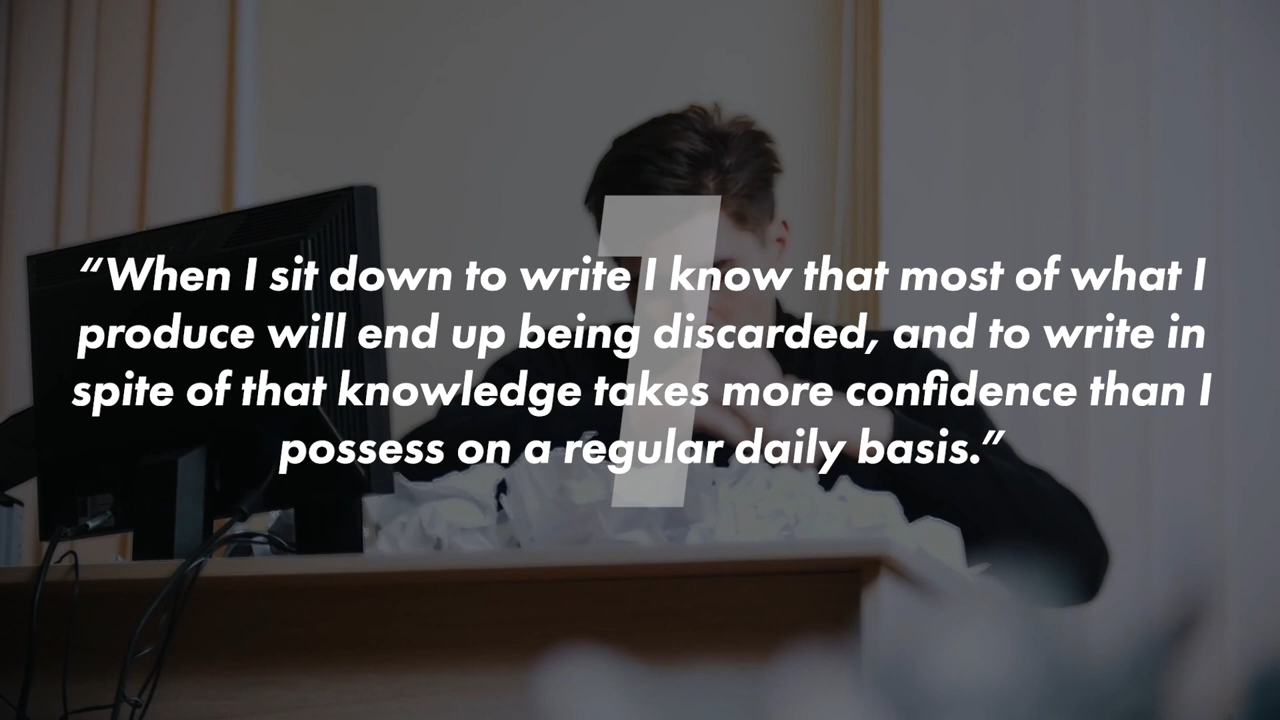 1
“When I sit down to write I know that most of what I
produce will end up being discarded, and to write in
spite of that knowledge takes more confidence than I
possess on a regular daily basis.”